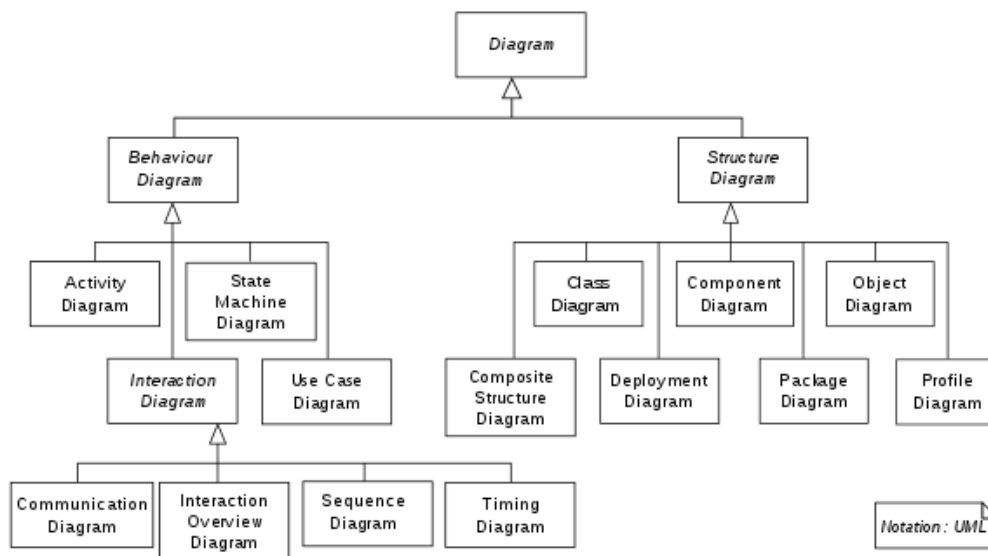 Diagram
Behaviour
Diagram
Structure
Diagram
Activity
Diagram
State
Machine
Diagram
Class
Diagram
Component
Diagram
Object
Diagram
Interaction
Diagram
Use Case
Diagram
Composite
Structure
Diagram
Deployment
Diagram
Package
Diagram
Profile
Diagram
Communication
Diagram
Interaction
Overview
Diagram
Sequence
Diagram
Timing
Diagram
Notation: UML